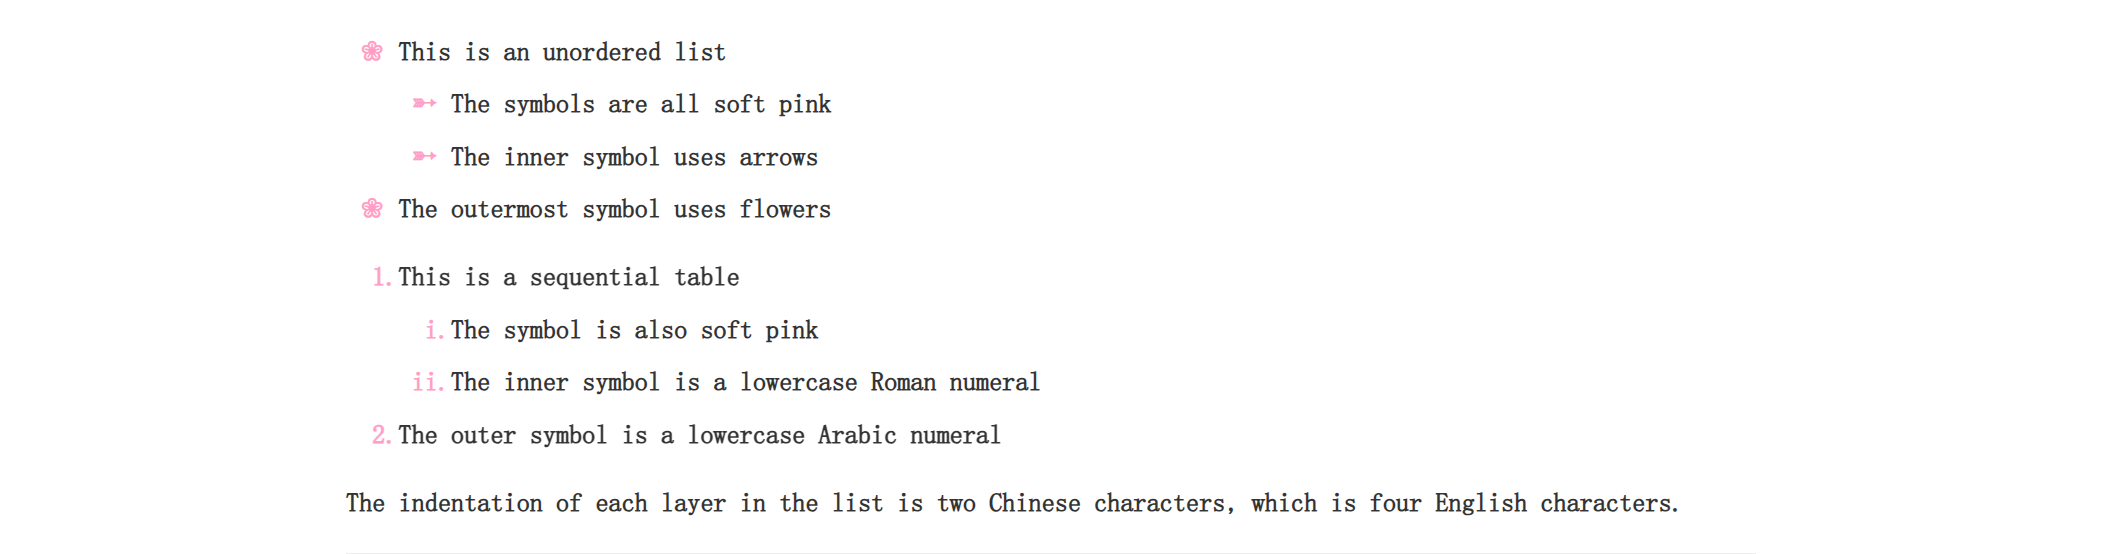 ❀ This is an unordered list
➼ The symbols are all soft pink
➼ The inner symbol uses arrows
❀ The outermost symbol uses flowers
1. This is a sequential table
i. The symbol is also soft pink
ii. The inner symbol is a lowercase Roman numeral
2. The outer symbol is a lowercase Arabic numeral
The indentation of each layer in the list is two Chinese characters, which is four English characters.